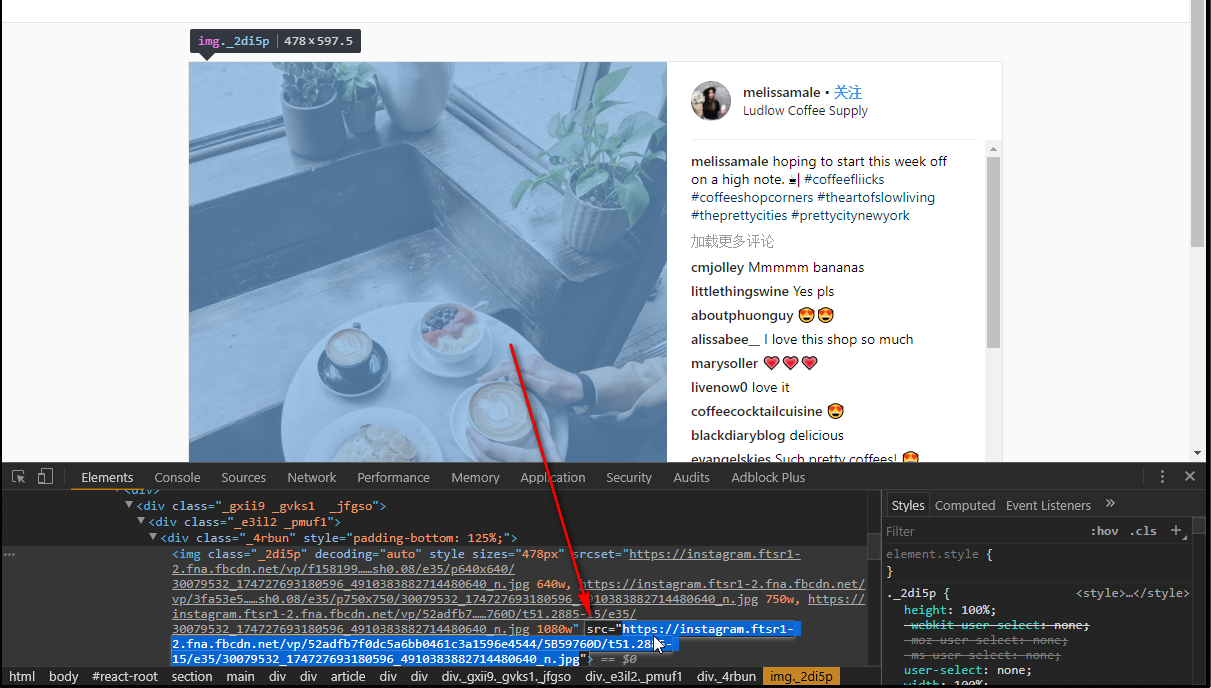 img._2di5p | 478×597.5
melissamale • 关注
Ludlow Coffee Supply
melissamale hoping to start this week off
on a high note. ☕️| #coffeefliicks
#coffeeshopcorners #theartofslowliving
#theprettycities #prettycitynewyork
加载更多评论
cmjolley Mmmmm bananas
littlethingswine Yes pls
aboutphuonguy 😍😍
alissabee__ I love this shop so much
marysoller 💗💗💗
livenow0 love it
coffeecocktailcuisine 😍
blackdiaryblog delicious
evangelskies Such pretty coffees! 😍
Elements Console Sources Network Performance Memory Application Security Audits Adblock Plus
<div>
▼<div class="_gxii9 _gvks1  _jfgso">
▼<div class="_e3il2 _pmuf1">
▼<div class="_4rbun" style="padding-bottom: 125%;">
<img class="_2di5p" decoding="auto" style sizes="478px" srcset="https://instagram.ftsr1-
2.fna.fbcdn.net/vp/f158199……sh0.08/e35/p640x640/
30079532_174727693180596_4910383882714480640_n.jpg 640w, https://instagram.ftsr1-2.fna.fbcdn.net/
vp/3fa53e5……sh0.08/e35/p750x750/30079532_174727693180596_4910383882714480640_n.jpg 750w, https://
instagram.ftsr1-2.fna.fbcdn.net/vp/52adfb7……760D/t51.2885-15/e35/
30079532_174727693180596_4910383882714480640_n.jpg 1080w" src="https://instagram.ftsr1-
2.fna.fbcdn.net/vp/52adfb7f0dc5a6bb0461c3a1596e4544/5B59760D/t51.2885-
15/e35/30079532_174727693180596_4910383882714480640_n.jpg"> == $0
html body #react-root section main div div article div div div._gxii9._gvks1._jfgso div._e3il2._pmuf1 div._4rbun img._2di5p
Styles Computed Event Listeners »
Filter :hov .cls +
element.style {
}
._2di5p { <style>…</style>
height: 100%;
-webkit-user-select: none;
-moz-user-select: none;
-ms-user-select: none;
user-select: none;
width: 100%;